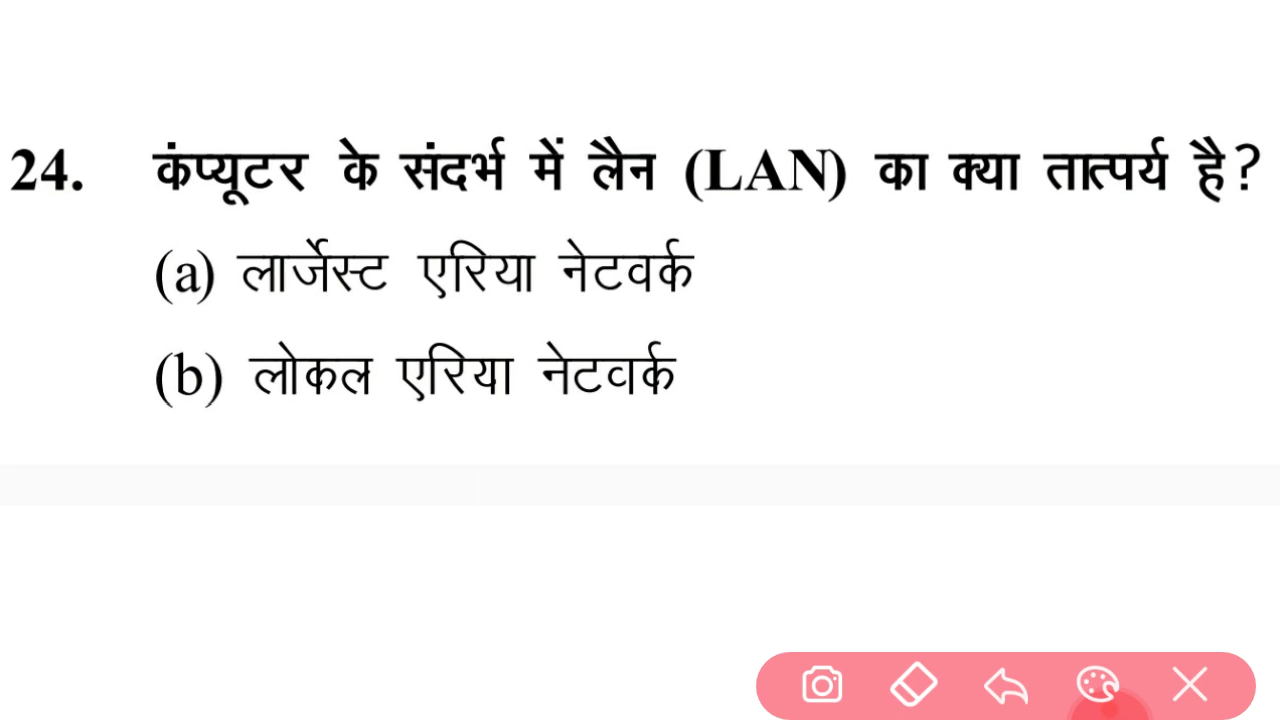 24. कंप्यूटर के संदर्भ में लैन (LAN) का क्या तात्पर्य है?
(a) लार्जेस्ट एरिया नेटवर्क
(b) लोकल एरिया नेटवर्क